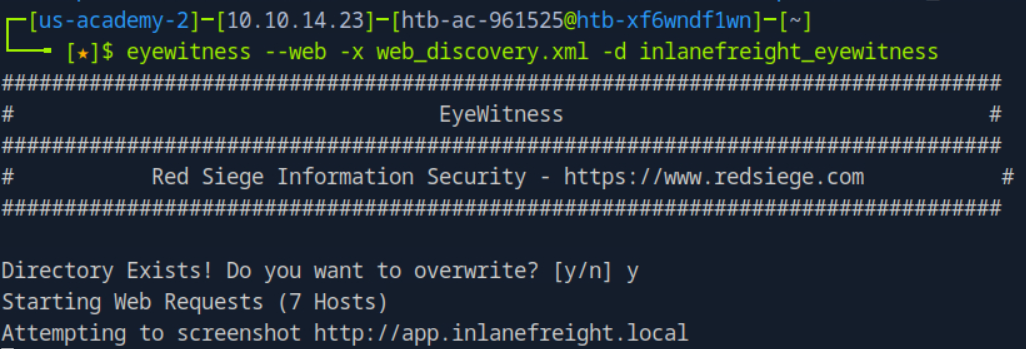 [us-academy-2]─[10.10.14.23]─[htb-ac-961525@htb-xf6wndf1wn]─[~]
[★]$ eyewitness --web -x web_discovery.xml -d inlanefreight_eyewitness
################################################################################
#                                  EyeWitness                                  #
################################################################################
#           Red Siege Information Security - https://www.redsiege.com           #
################################################################################
Directory Exists! Do you want to overwrite? [y/n] y
Starting Web Requests (7 Hosts)
Attempting to screenshot http://app.inlanefreight.local